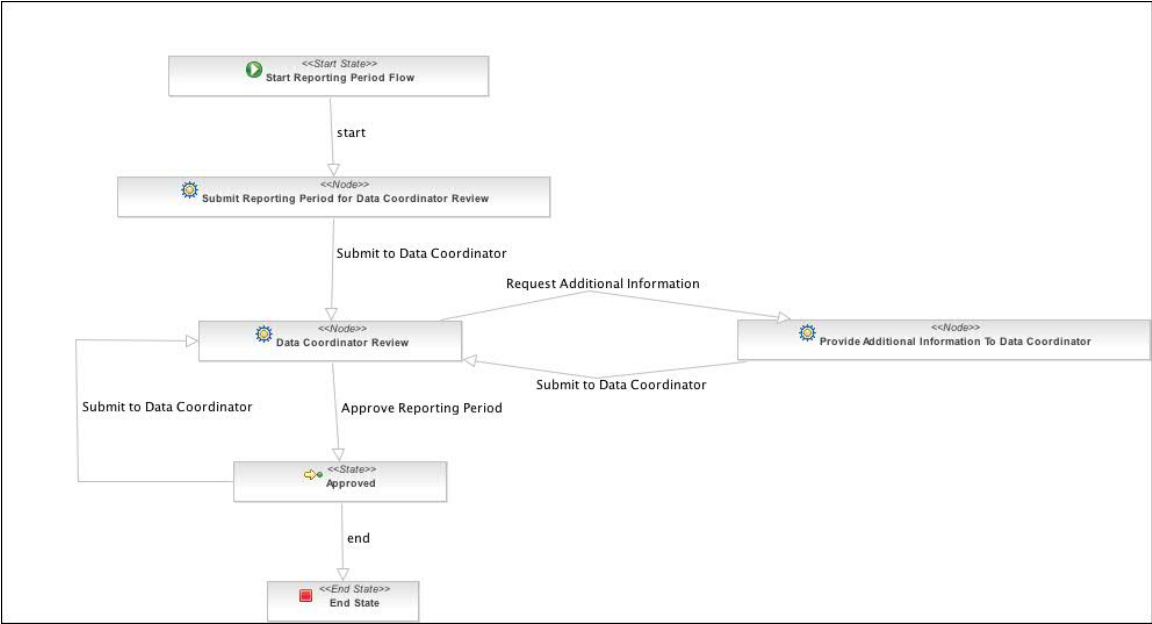 <<Start State>>
Start Reporting Period Flow
start
<<Node>>
Submit Reporting Period for Data Coordinator Review
Submit to Data Coordinator
Request Additional Information
<<Node>>
Data Coordinator Review
<<Node>>
Provide Additional Information To Data Coordinator
Submit to Data Coordinator
Submit to Data Coordinator
Approve Reporting Period
<<State>>
Approved
end
<<End State>>
End State